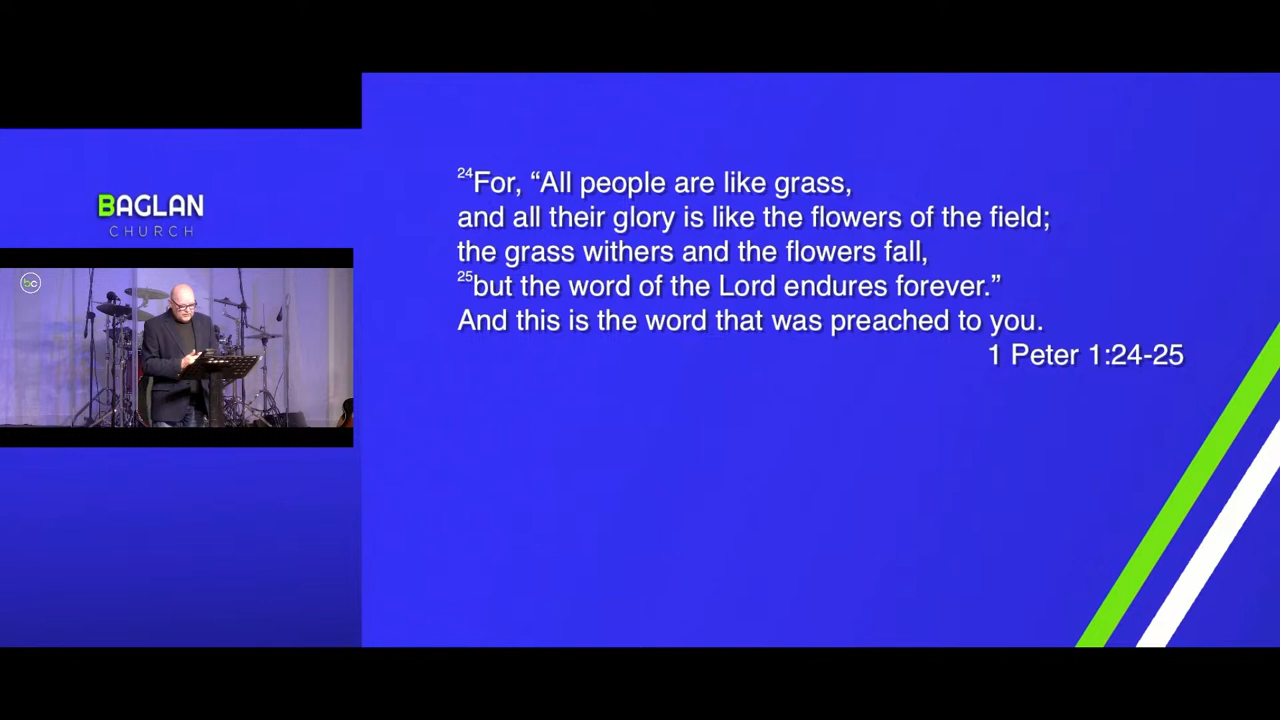 BAGLAN
CHURCH
bc
24For, “All people are like grass,
and all their glory is like the flowers of the field;
the grass withers and the flowers fall,
25but the word of the Lord endures forever.”
And this is the word that was preached to you.
1 Peter 1:24-25